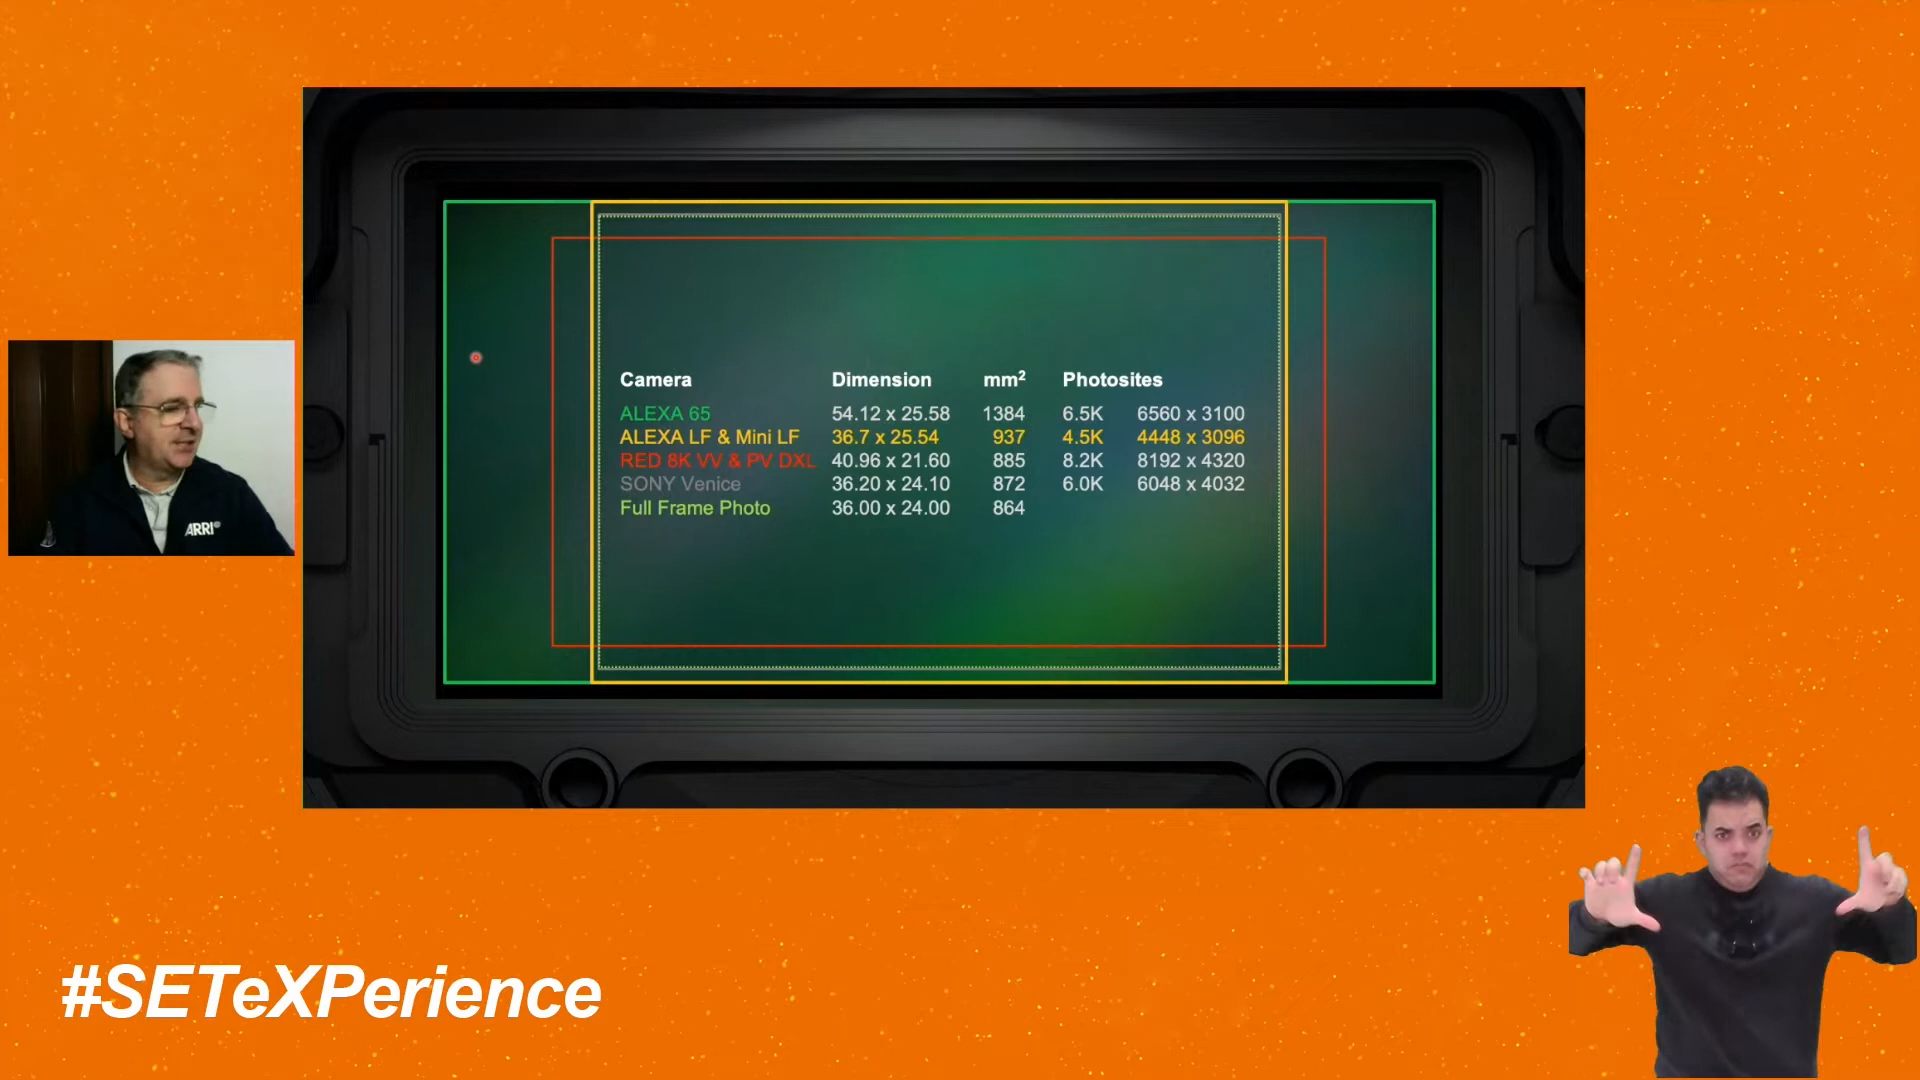 Camera Dimension mm² Photosites
ALEXA 65 54.12 x 25.58 1384 6.5K 6560 x 3100
ALEXA LF & Mini LF 36.7 x 25.54 937 4.5K 4448 x 3096
RED 8K VV & PV DXL 40.96 x 21.60 885 8.2K 8192 x 4320
SONY Venice 36.20 x 24.10 872 6.0K 6048 x 4032
Full Frame Photo 36.00 x 24.00 864
ARRI®
#SETeXPerience